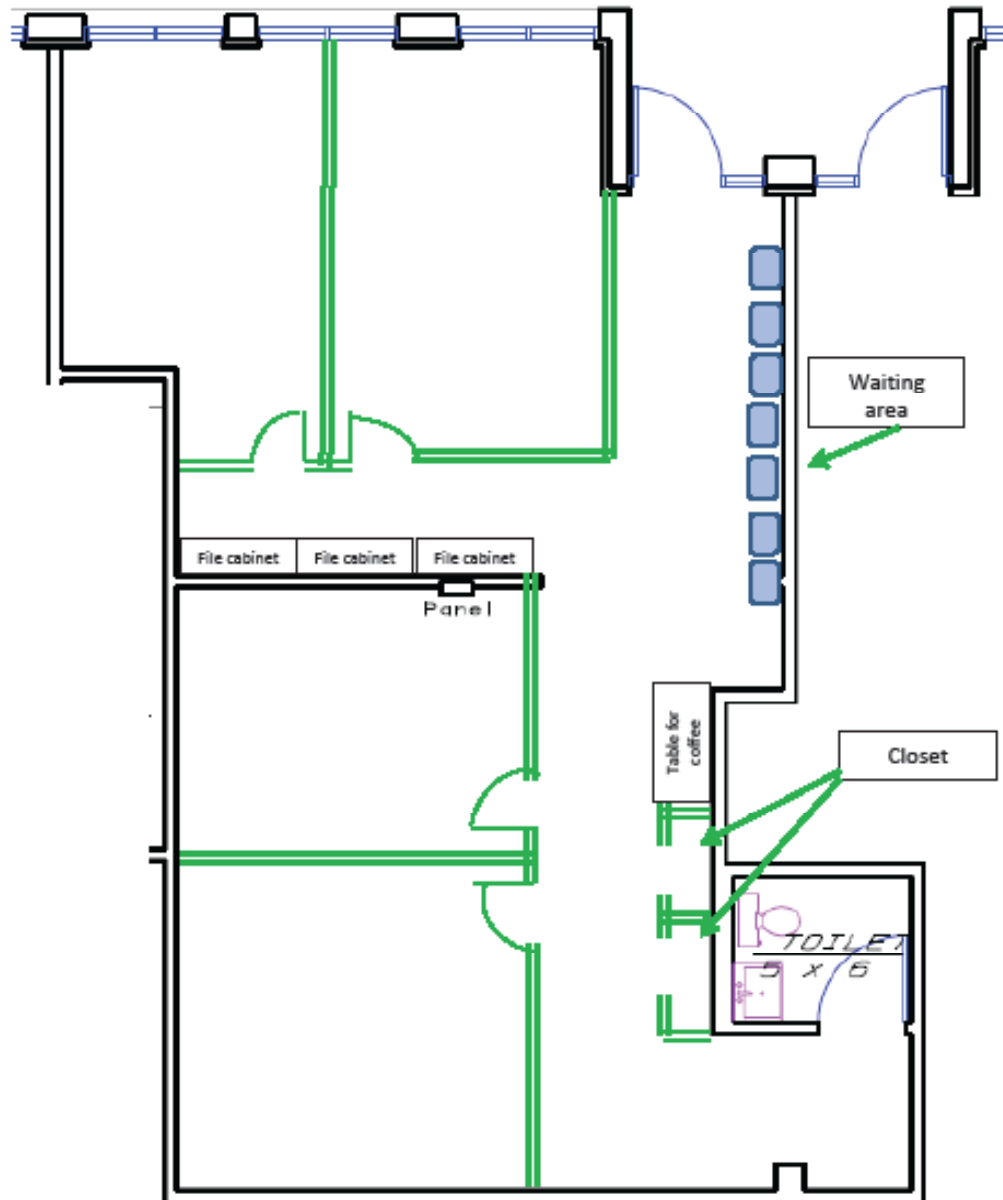 Waiting
area
File cabinet
File cabinet
File cabinet
Panel
Table for
coffee
Closet
TOILET
5 x 6